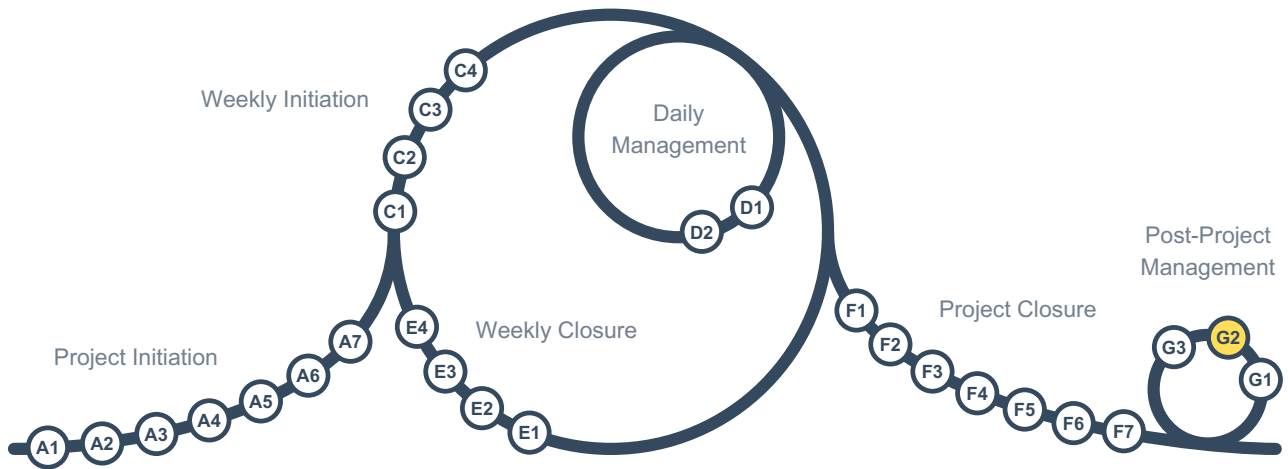 Project Initiation
A1
A2
A3
A4
A5
A6
A7
Weekly Initiation
C1
C2
C3
C4
Daily
Management
D1
D2
Weekly Closure
E1
E2
E3
E4
Project Closure
F1
F2
F3
F4
F5
F6
F7
Post-Project
Management
G1
G2
G3